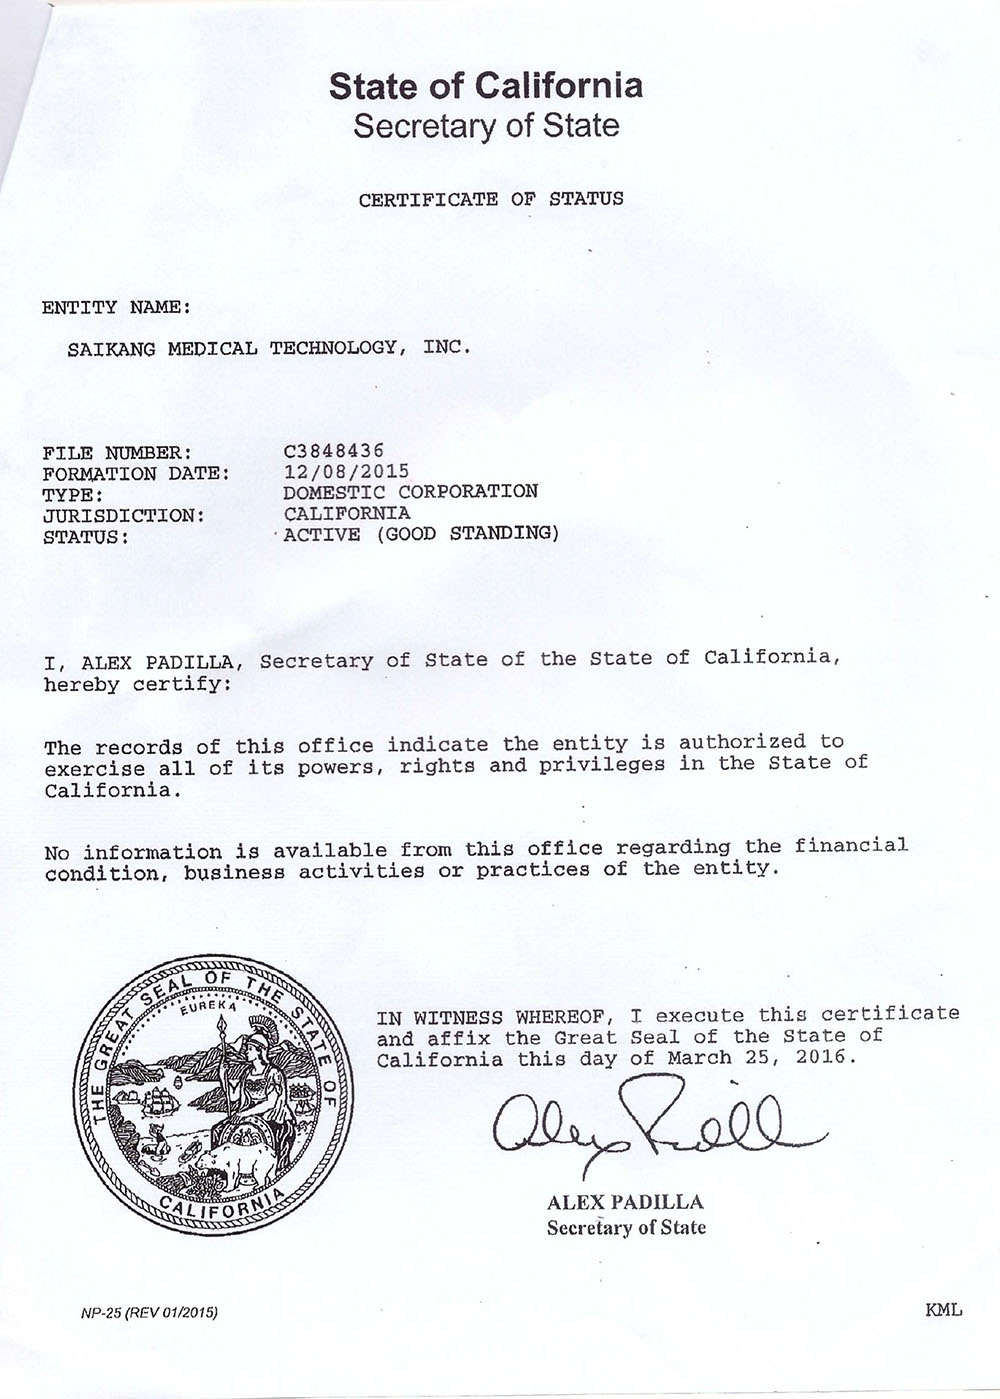 State of California
Secretary of State
CERTIFICATE OF STATUS
ENTITY NAME:
SAIKANG MEDICAL TECHNOLOGY, INC.
FILE NUMBER: C3848436
FORMATION DATE: 12/08/2015
TYPE: DOMESTIC CORPORATION
JURISDICTION: CALIFORNIA
STATUS: ACTIVE (GOOD STANDING)
I, ALEX PADILLA, Secretary of State of the State of California,
hereby certify:
The records of this office indicate the entity is authorized to
exercise all of its powers, rights and privileges in the State of
California.
No information is available from this office regarding the financial
condition, business activities or practices of the entity.
THE GREAT SEAL OF THE STATE OF
EUREKA
CALIFORNIA
IN WITNESS WHEREOF, I execute this certificate
and affix the Great Seal of the State of
California this day of March 25, 2016.
Alex Padilla
ALEX PADILLA
Secretary of State
NP-25 (REV 01/2015)
KML